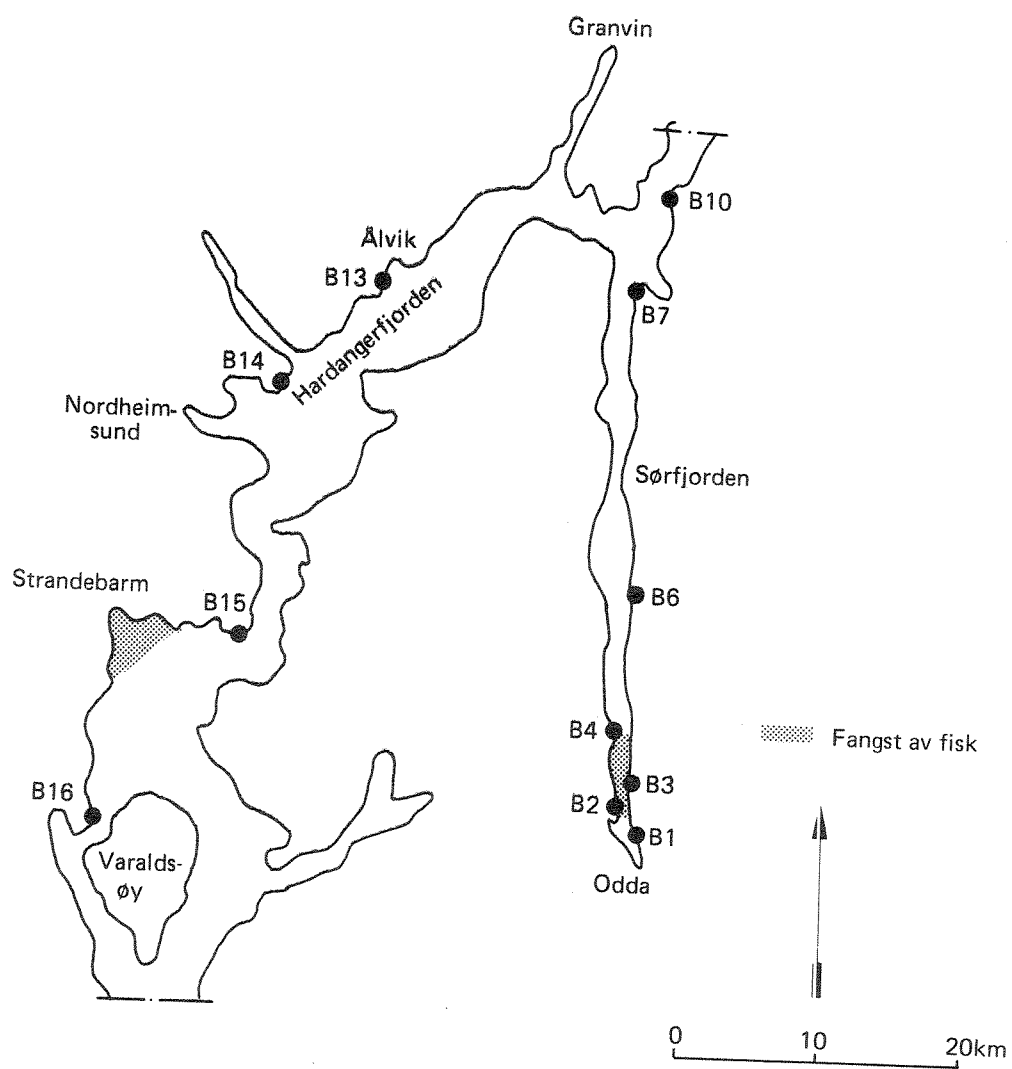 Granvin
B10
Ålvik
B13
Hardangerfjorden
B7
B14
Nordheim-
sund
Sørfjorden
Strandebarm
B15
B6
B4
Fangst av fisk
B3
B16
B2
B1
Varalds-
øy
Odda
0
10
20km